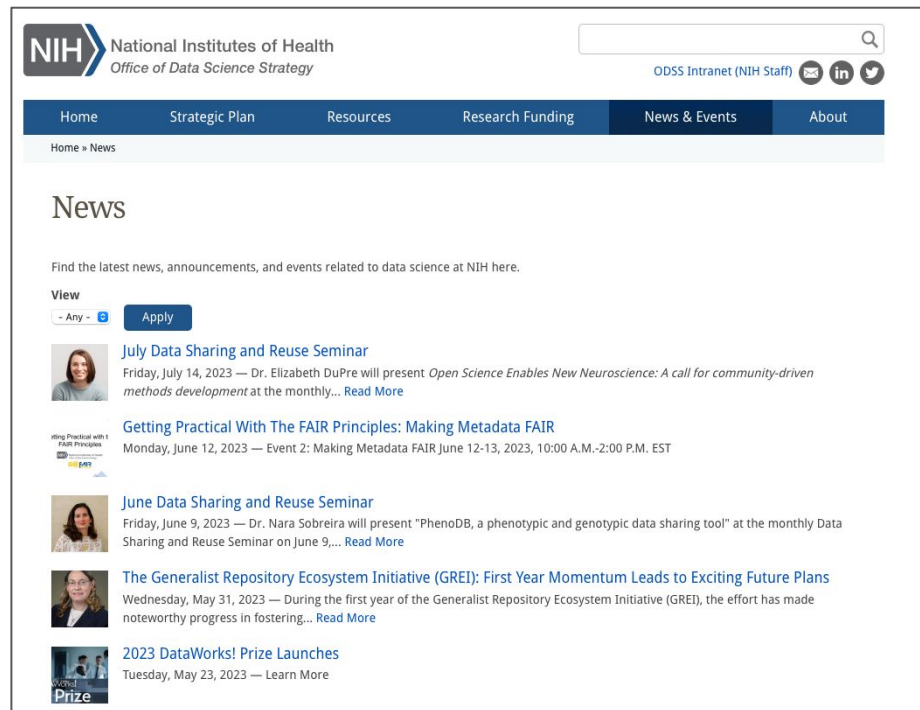 NIH
National Institutes of Health
Office of Data Science Strategy
ODSS Intranet (NIH Staff)
Home Strategic Plan Resources Research Funding News & Events About
Home » News
News
Find the latest news, announcements, and events related to data science at NIH here.
View
- Any - Apply
July Data Sharing and Reuse Seminar
Friday, July 14, 2023 — Dr. Elizabeth DuPre will present Open Science Enables New Neuroscience: A call for community-driven
methods development at the monthly... Read More
Getting Practical With The FAIR Principles: Making Metadata FAIR
Monday, June 12, 2023 — Event 2: Making Metadata FAIR June 12-13, 2023, 10:00 A.M.-2:00 P.M. EST
tting Practical with t
FAIR Principles
June Data Sharing and Reuse Seminar
Friday, June 9, 2023 — Dr. Nara Sobreira will present "PhenoDB, a phenotypic and genotypic data sharing tool" at the monthly Data
Sharing and Reuse Seminar on June 9,... Read More
The Generalist Repository Ecosystem Initiative (GREI): First Year Momentum Leads to Exciting Future Plans
Wednesday, May 31, 2023 — During the first year of the Generalist Repository Ecosystem Initiative (GREI), the effort has made
noteworthy progress in fostering... Read More
2023 DataWorks! Prize Launches
Tuesday, May 23, 2023 — Learn More
Prize